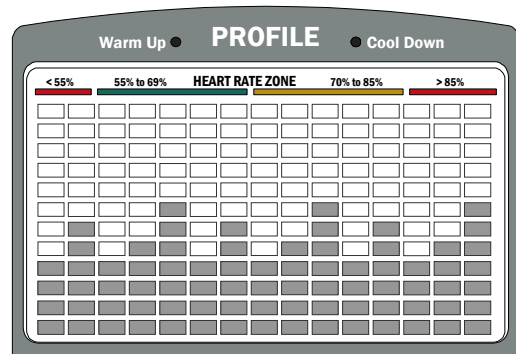 Warm Up PROFILE Cool Down
< 55% 55% to 69% HEART RATE ZONE 70% to 85% > 85%